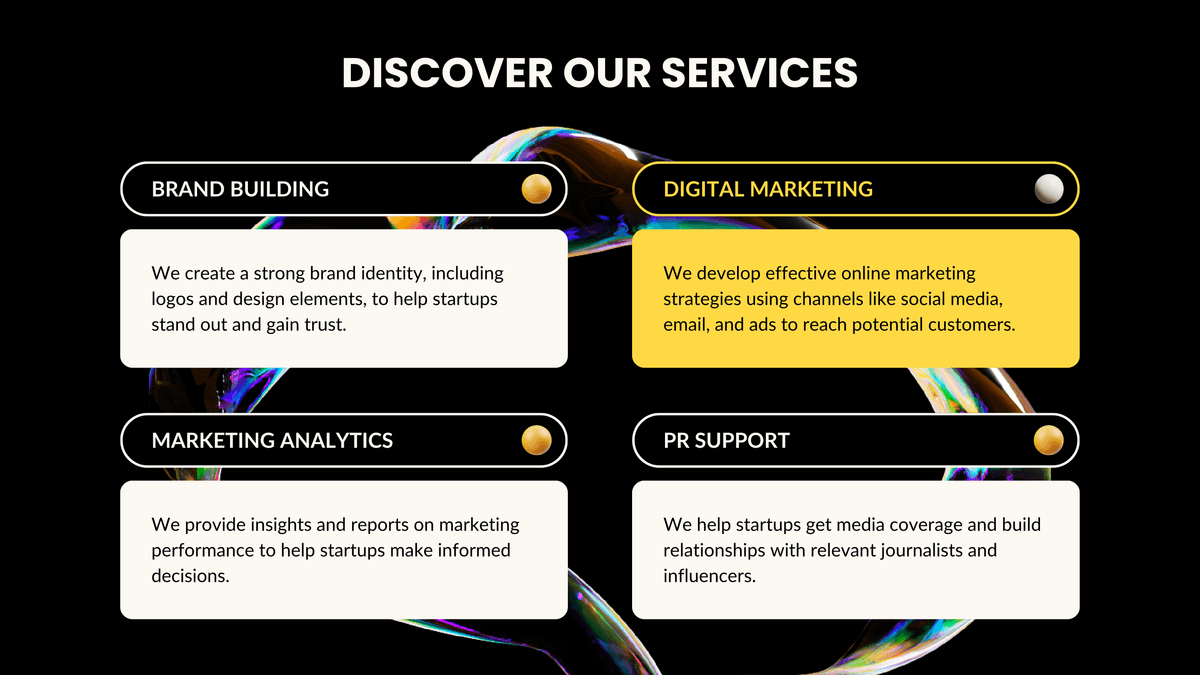 DISCOVER OUR SERVICES
BRAND BUILDING
We create a strong brand identity, including
logos and design elements, to help startups
stand out and gain trust.
DIGITAL MARKETING
We develop effective online marketing
strategies using channels like social media,
email, and ads to reach potential customers.
MARKETING ANALYTICS
We provide insights and reports on marketing
performance to help startups make informed
decisions.
PR SUPPORT
We help startups get media coverage and build
relationships with relevant journalists and
influencers.